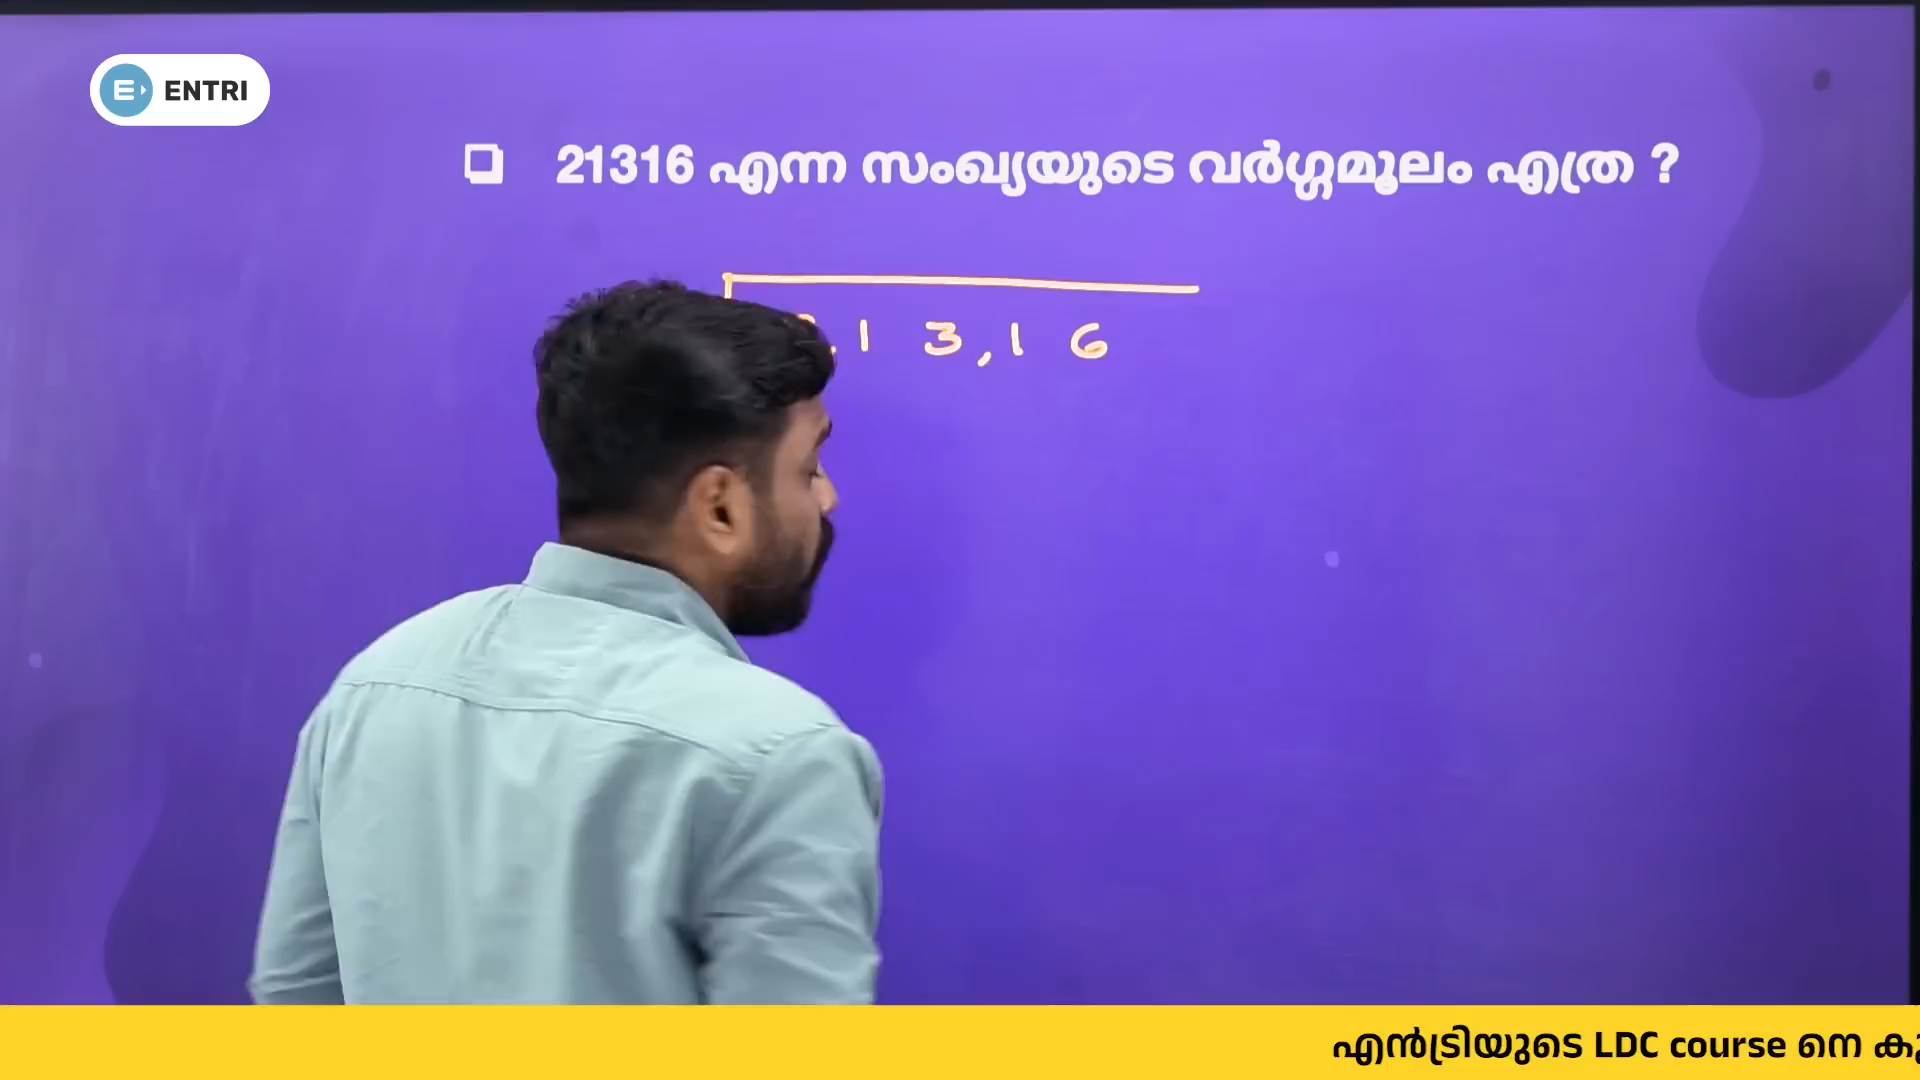 ENTRI
❑ 21316 എന്ന സംഖ്യയുടെ വർഗ്ഗമൂലം എത്ര ?
, 1 3 , 1 6
എൻട്രിയുടെ LDC course നെ